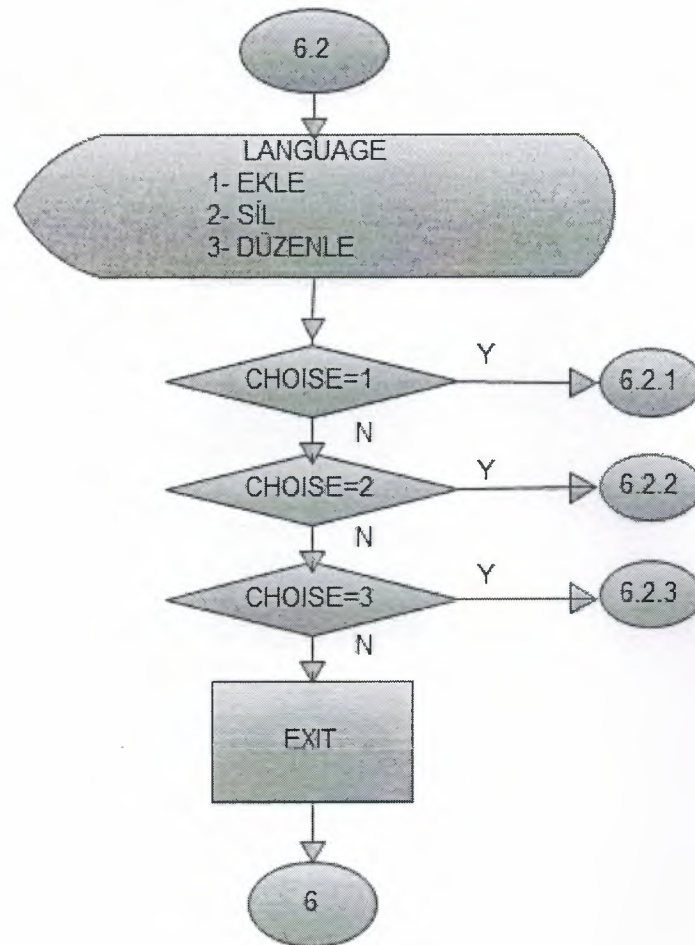 6.2
LANGUAGE
1- EKLE
2- SİL
3- DÜZENLE
CHOISE=1
Y
6.2.1
N
CHOISE=2
Y
6.2.2
N
CHOISE=3
Y
6.2.3
N
EXIT
6